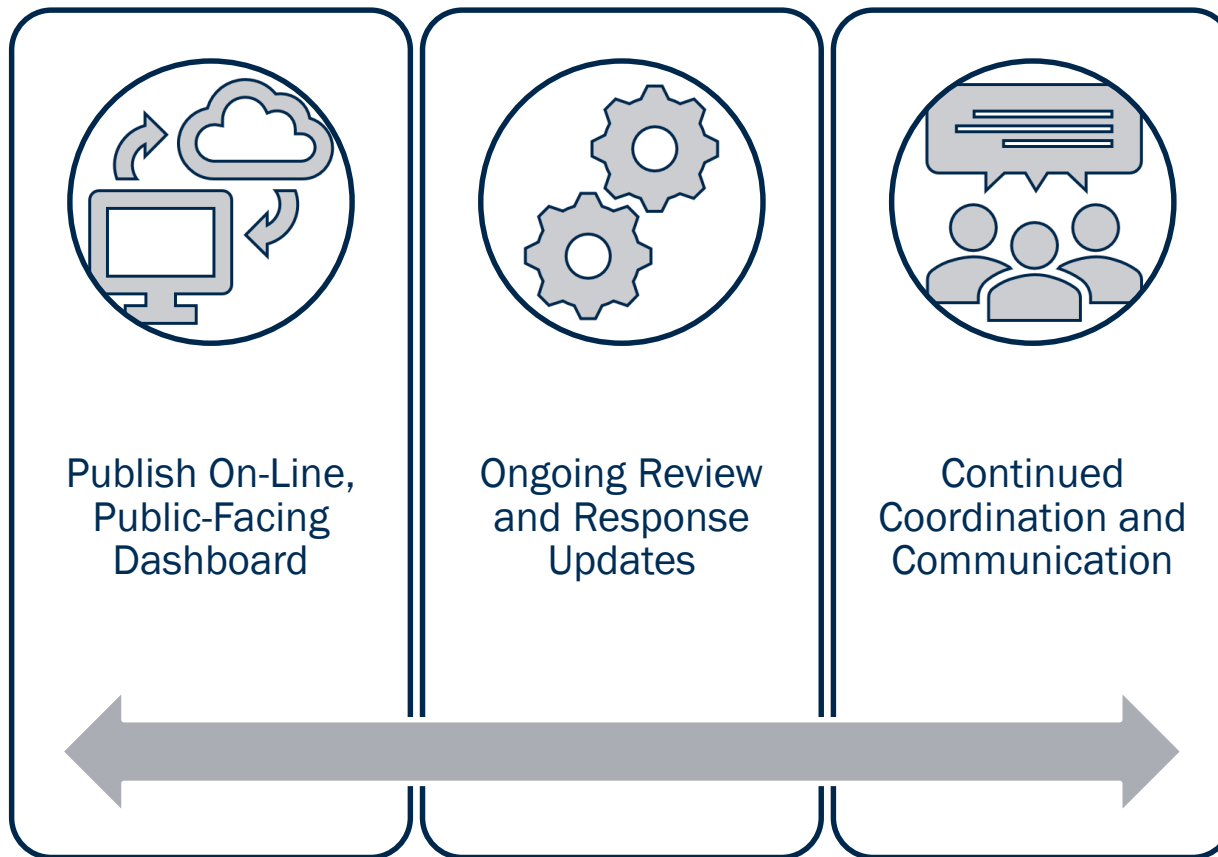 Publish On-Line,
Public-Facing
Dashboard
Ongoing Review
and Response
Updates
Continued
Coordination and
Communication